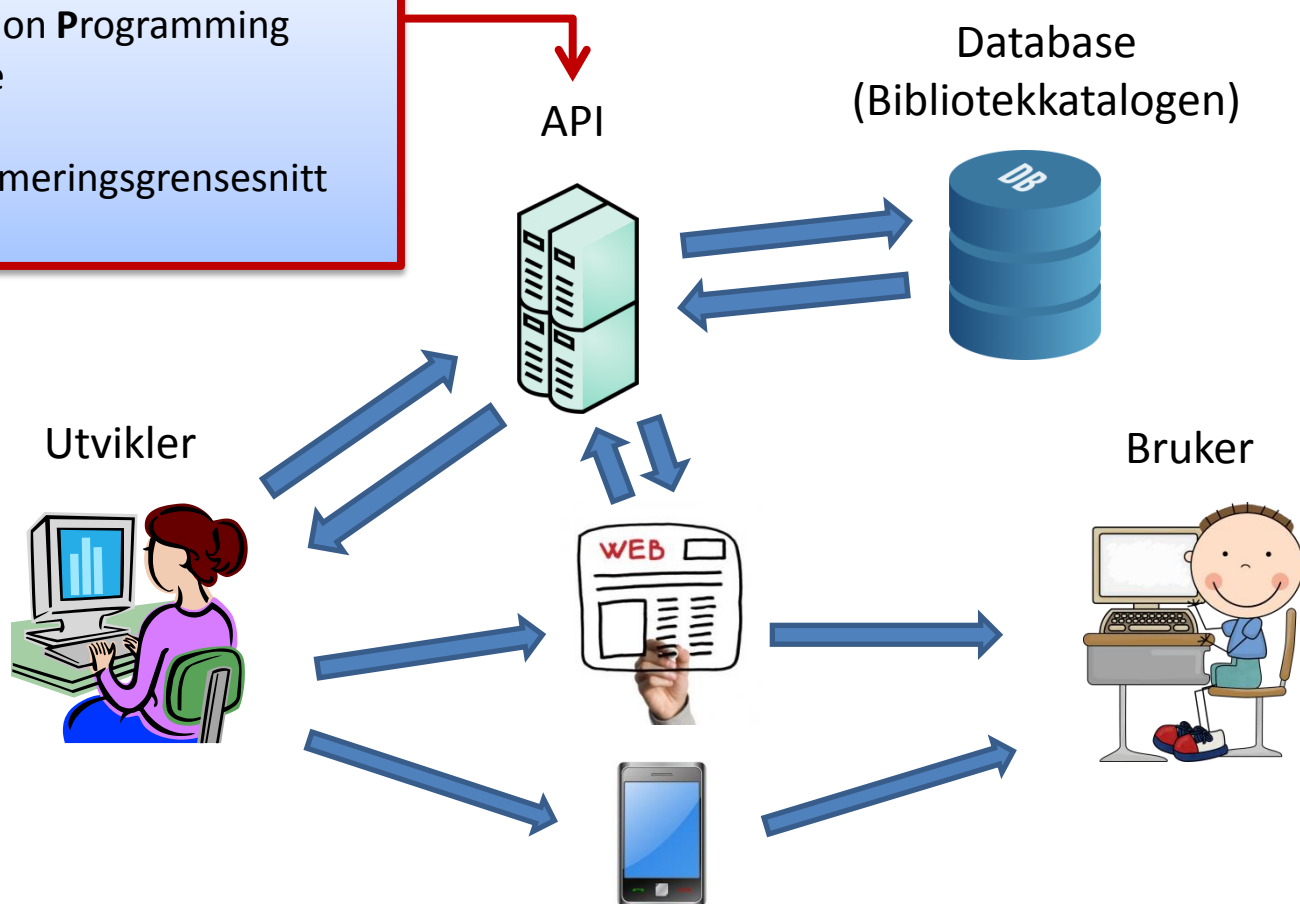 on Programming
e
meringsgrensesnitt
API
Database
(Bibliotekkatalogen)
DB
Utvikler
Bruker
WEB